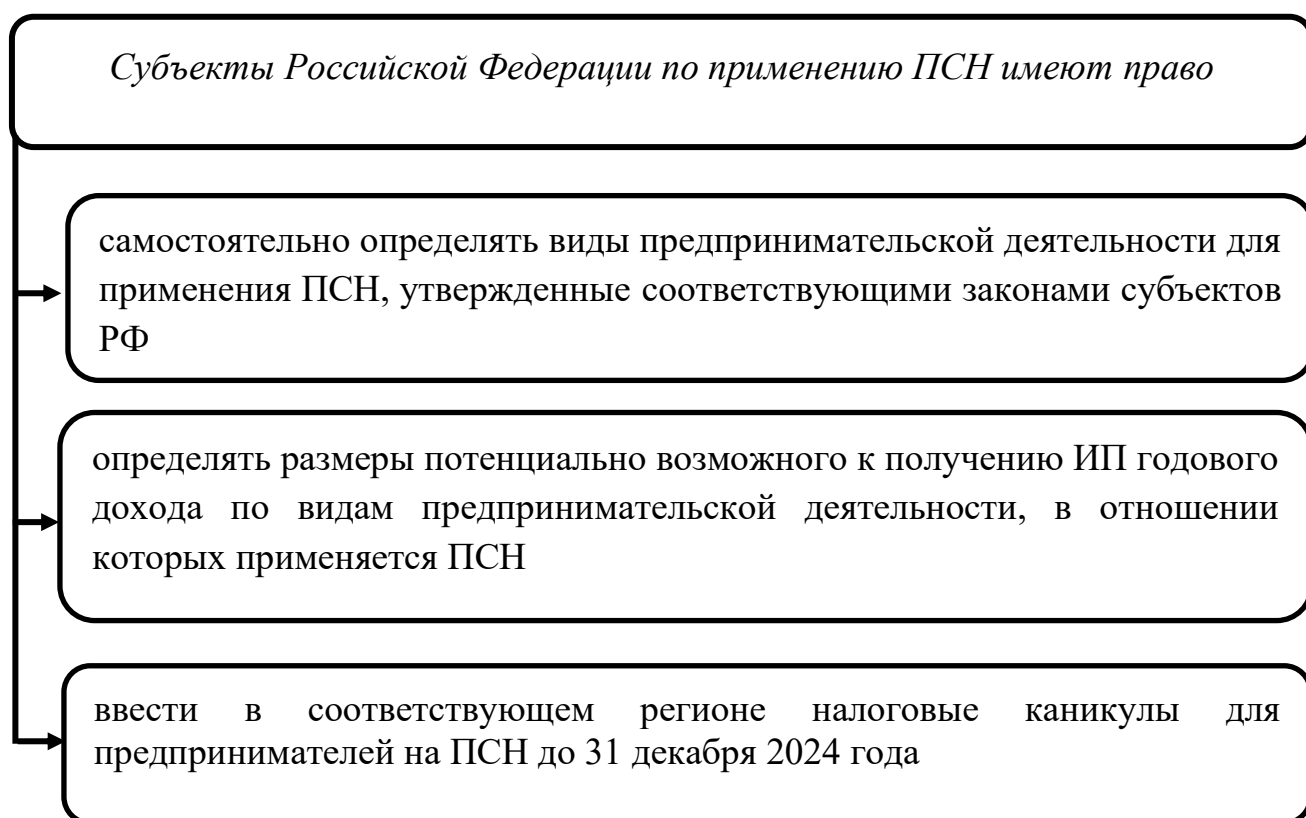 Субъекты Российской Федерации по применению ПСН имеют право
самостоятельно определять виды предпринимательской деятельности для
применения ПСН, утвержденные соответствующими законами субъектов
РФ
определять размеры потенциально возможного к получению ИП годового
дохода по видам предпринимательской деятельности, в отношении
которых применяется ПСН
ввести в соответствующем регионе налоговые каникулы для
предпринимателей на ПСН до 31 декабря 2024 года